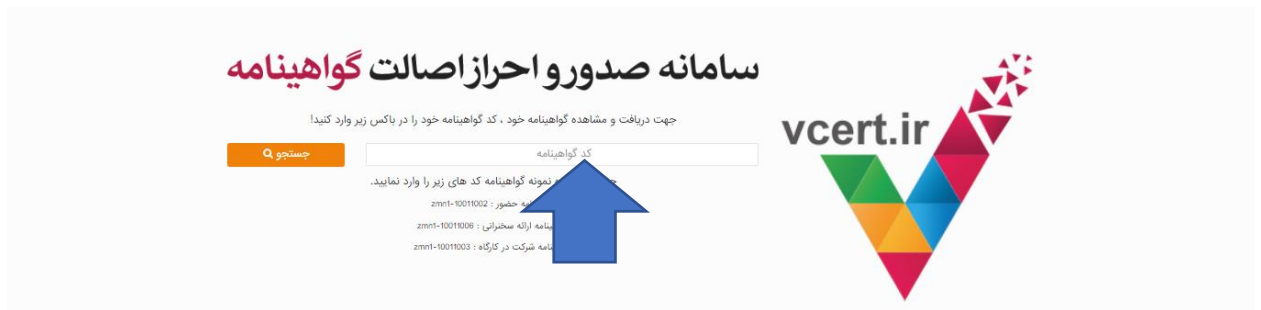 سامانه صدور و احراز اصالت گواهینامه
جهت دریافت و مشاهده گواهینامه خود ، کد گواهینامه خود را در باکس زیر وارد کنید!
کد گواهینامه
جستجو
نمونه گواهینامه کد های زیر را وارد نمایید.
حضور : zmn1-10011002
ارائه سخنرانی : zmn1-10011006
شرکت در کارگاه : zmn1-10011003
vcert.ir